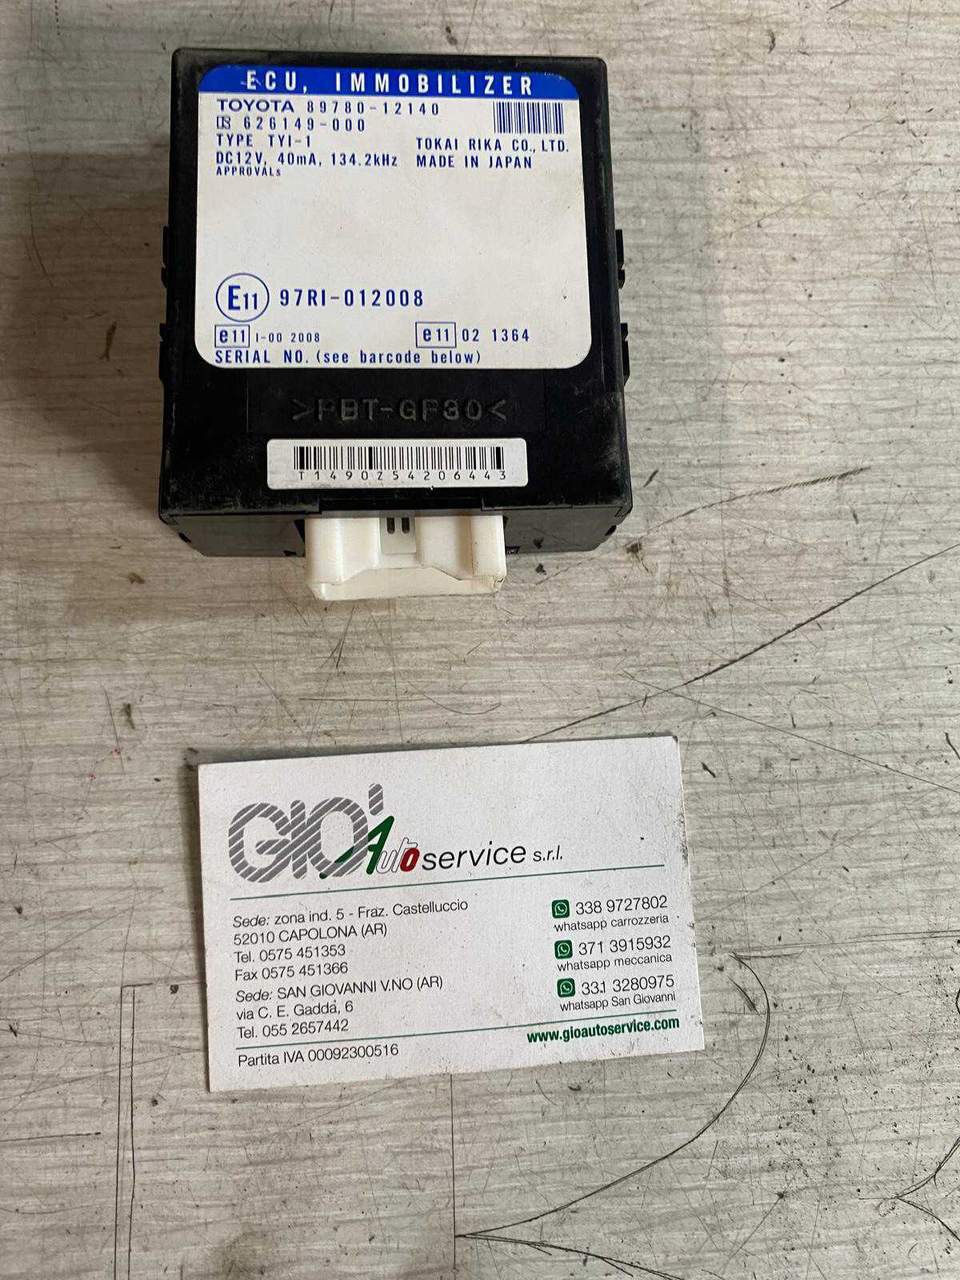 ECU, IMMOBILIZER
TOYOTA 89780-12140
626149-000
TYPE TYI-1
TOKAI RIKA CO., LTD.
DC12V, 40mA, 134.2kHz
MADE IN JAPAN
APPROVALs
E11 97RI-012008
e11 I-00 2008
e11 02 1364
SERIAL NO. (see barcode below)
>PBT-GF30<
T1490254206443
GIO' Auto service s.r.l.
Sede: zona ind. 5 - Fraz. Castelluccio
52010 CAPOLONA (AR)
Tel. 0575 451353
Fax 0575 451366
Sede: SAN GIOVANNI V.NO (AR)
via C. E. Gadda, 6
Tel. 055 2657442
Partita IVA 00092300516
338 9727802
whatsapp carrozzeria
371 3915932
whatsapp meccanica
331 3280975
whatsapp San Giovanni
www.gioautoservice.com